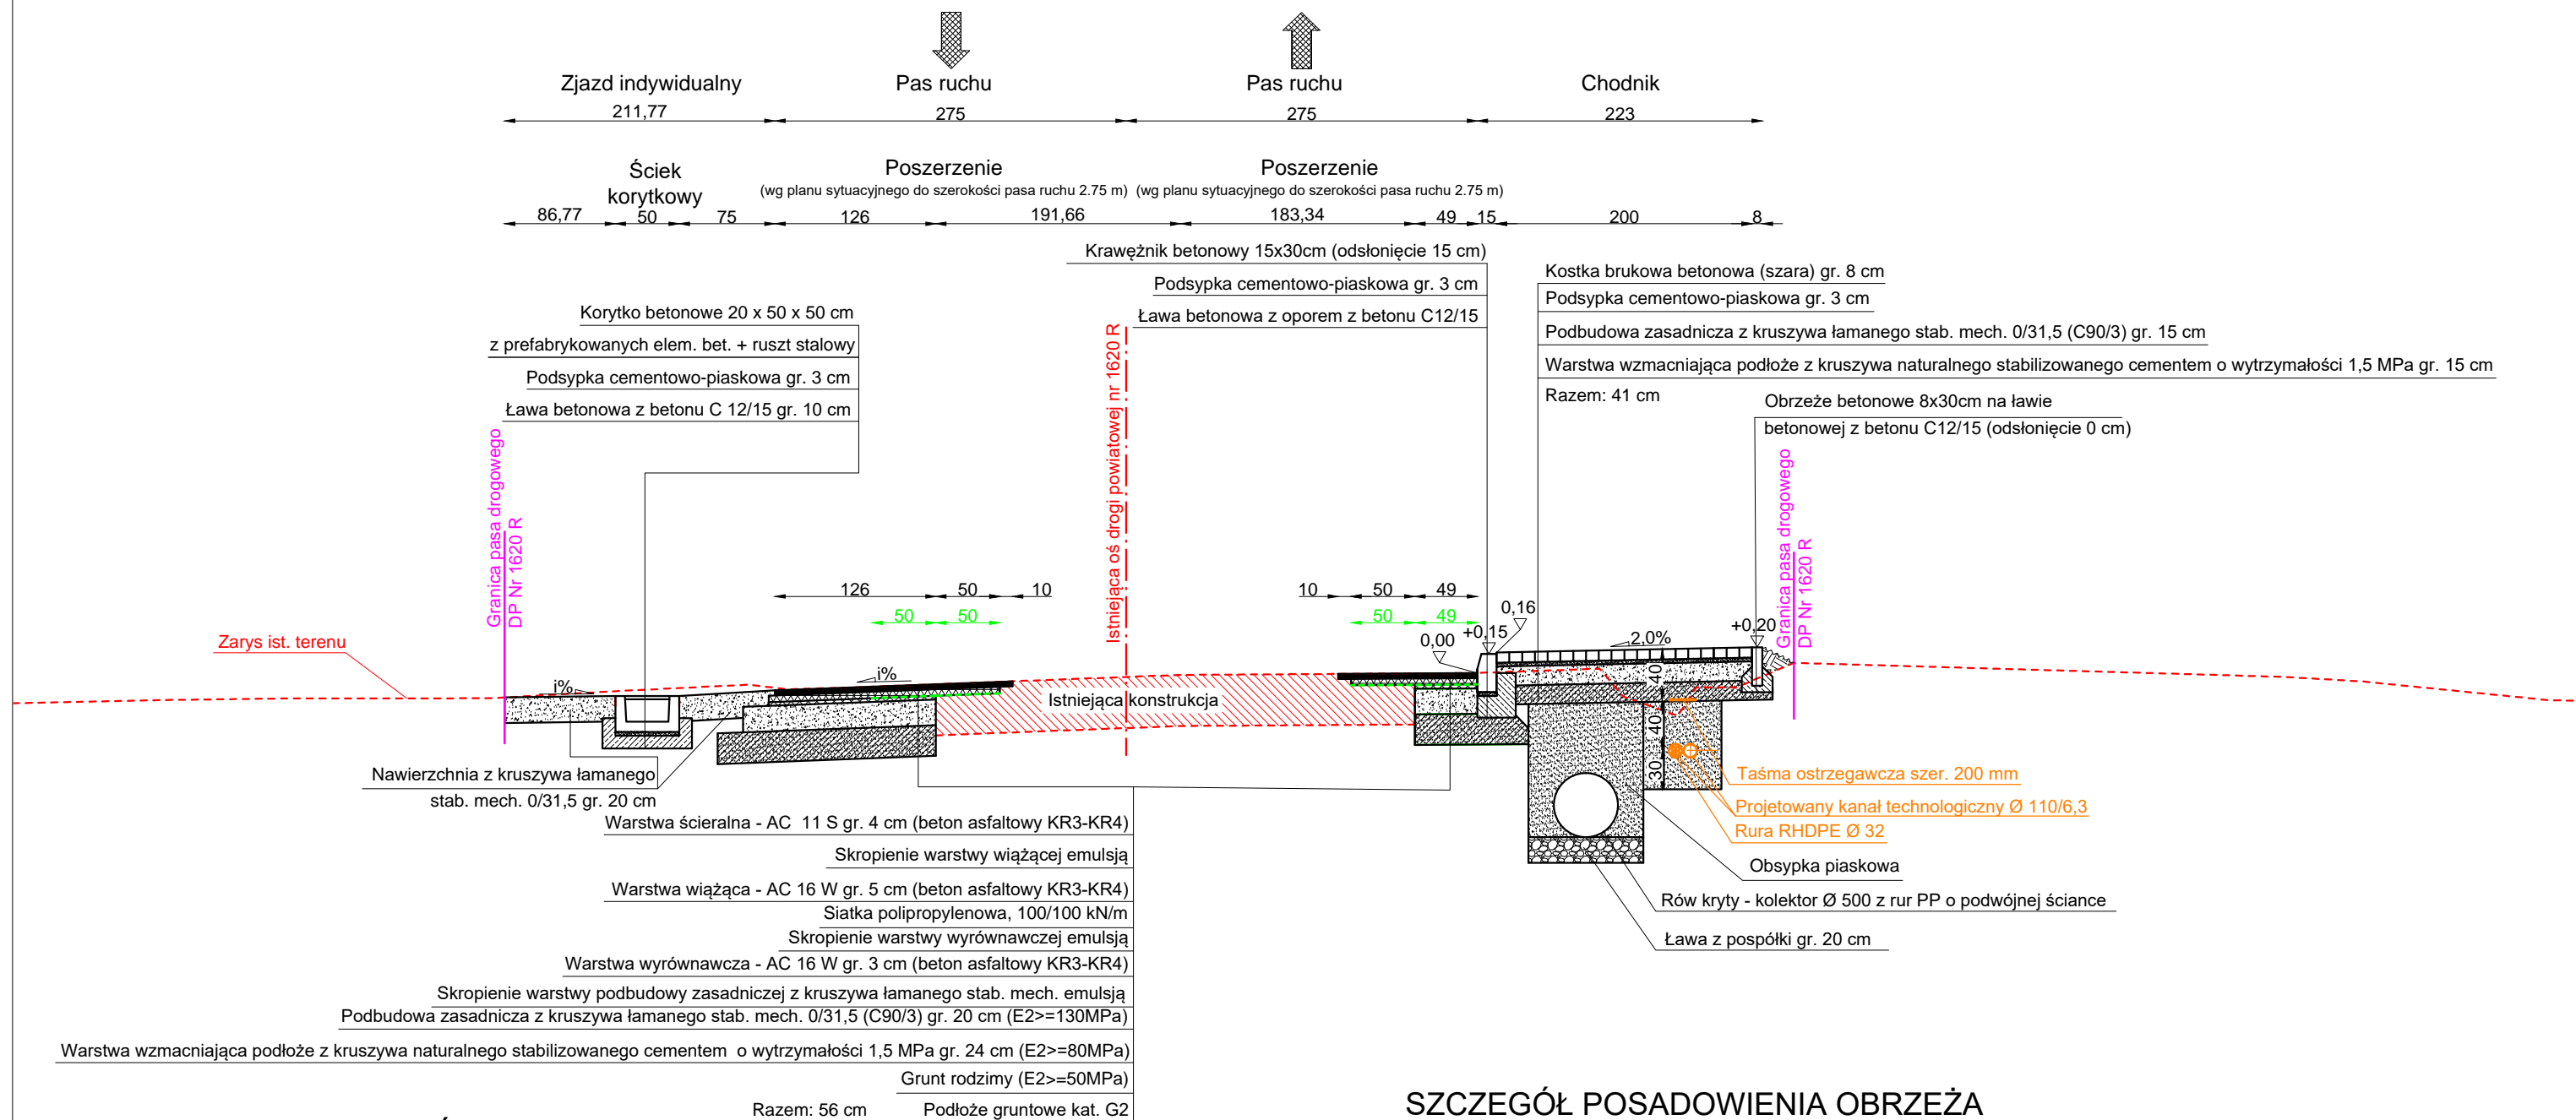 Zjazd indywidualny
Pas ruchu
Pas ruchu
Chodnik
211,77
275
275
223
Ściek
korytkowy
Poszerzenie
(wg planu sytuacyjnego do szerokości pasa ruchu 2.75 m)
Poszerzenie
(wg planu sytuacyjnego do szerokości pasa ruchu 2.75 m)
86,77
50
75
126
191,66
183,34
49
15
200
8
Krawężnik betonowy 15x30cm (odsłonięcie 15 cm)
Podsypka cementowo-piaskowa gr. 3 cm
Ława betonowa z oporem z betonu C12/15
Kostka brukowa betonowa (szara) gr. 8 cm
Podsypka cementowo-piaskowa gr. 3 cm
Podbudowa zasadnicza z kruszywa łamanego stab. mech. 0/31,5 (C90/3) gr. 15 cm
Warstwa wzmacniająca podłoże z kruszywa naturalnego stabilizowanego cementem o wytrzymałości 1,5 MPa gr. 15 cm
Razem: 41 cm
Obrzeże betonowe 8x30cm na ławie
betonowej z betonu C12/15 (odsłonięcie 0 cm)
Korytko betonowe 20 x 50 x 50 cm
z prefabrykowanych elem. bet. + ruszt stalowy
Podsypka cementowo-piaskowa gr. 3 cm
Ława betonowa z betonu C 12/15 gr. 10 cm
Granica pasa drogowego
DP Nr 1620 R
Istniejąca oś drogi powiatowej nr 1620 R
Granica pasa drogowego
DP Nr 1620 R
126
50
10
50
50
10
50
49
50
49
0,00
+0,15
0,16
2,0%
+0,20
Zarys ist. terenu
i%
i%
Istniejąca konstrukcja
40
40
30
Nawierzchnia z kruszywa łamanego
stab. mech. 0/31,5 gr. 20 cm
Taśma ostrzegawcza szer. 200 mm
Projetowany kanał technologiczny Ø 110/6,3
Rura RHDPE Ø 32
Obsypka piaskowa
Rów kryty - kolektor Ø 500 z rur PP o podwójnej ściance
Ława z pospółki gr. 20 cm
Warstwa ścieralna - AC 11 S gr. 4 cm (beton asfaltowy KR3-KR4)
Skropienie warstwy wiążącej emulsją
Warstwa wiążąca - AC 16 W gr. 5 cm (beton asfaltowy KR3-KR4)
Siatka polipropylenowa, 100/100 kN/m
Skropienie warstwy wyrównawczej emulsją
Warstwa wyrównawcza - AC 16 W gr. 3 cm (beton asfaltowy KR3-KR4)
Skropienie warstwy podbudowy zasadniczej z kruszywa łamanego stab. mech. emulsją
Podbudowa zasadnicza z kruszywa łamanego stab. mech. 0/31,5 (C90/3) gr. 20 cm (E2>=130MPa)
Warstwa wzmacniająca podłoże z kruszywa naturalnego stabilizowanego cementem o wytrzymałości 1,5 MPa gr. 24 cm (E2>=80MPa)
Grunt rodzimy (E2>=50MPa)
Razem: 56 cm
Podłoże gruntowe kat. G2
SZCZEGÓŁ POSADOWIENIA OBRZEŻA